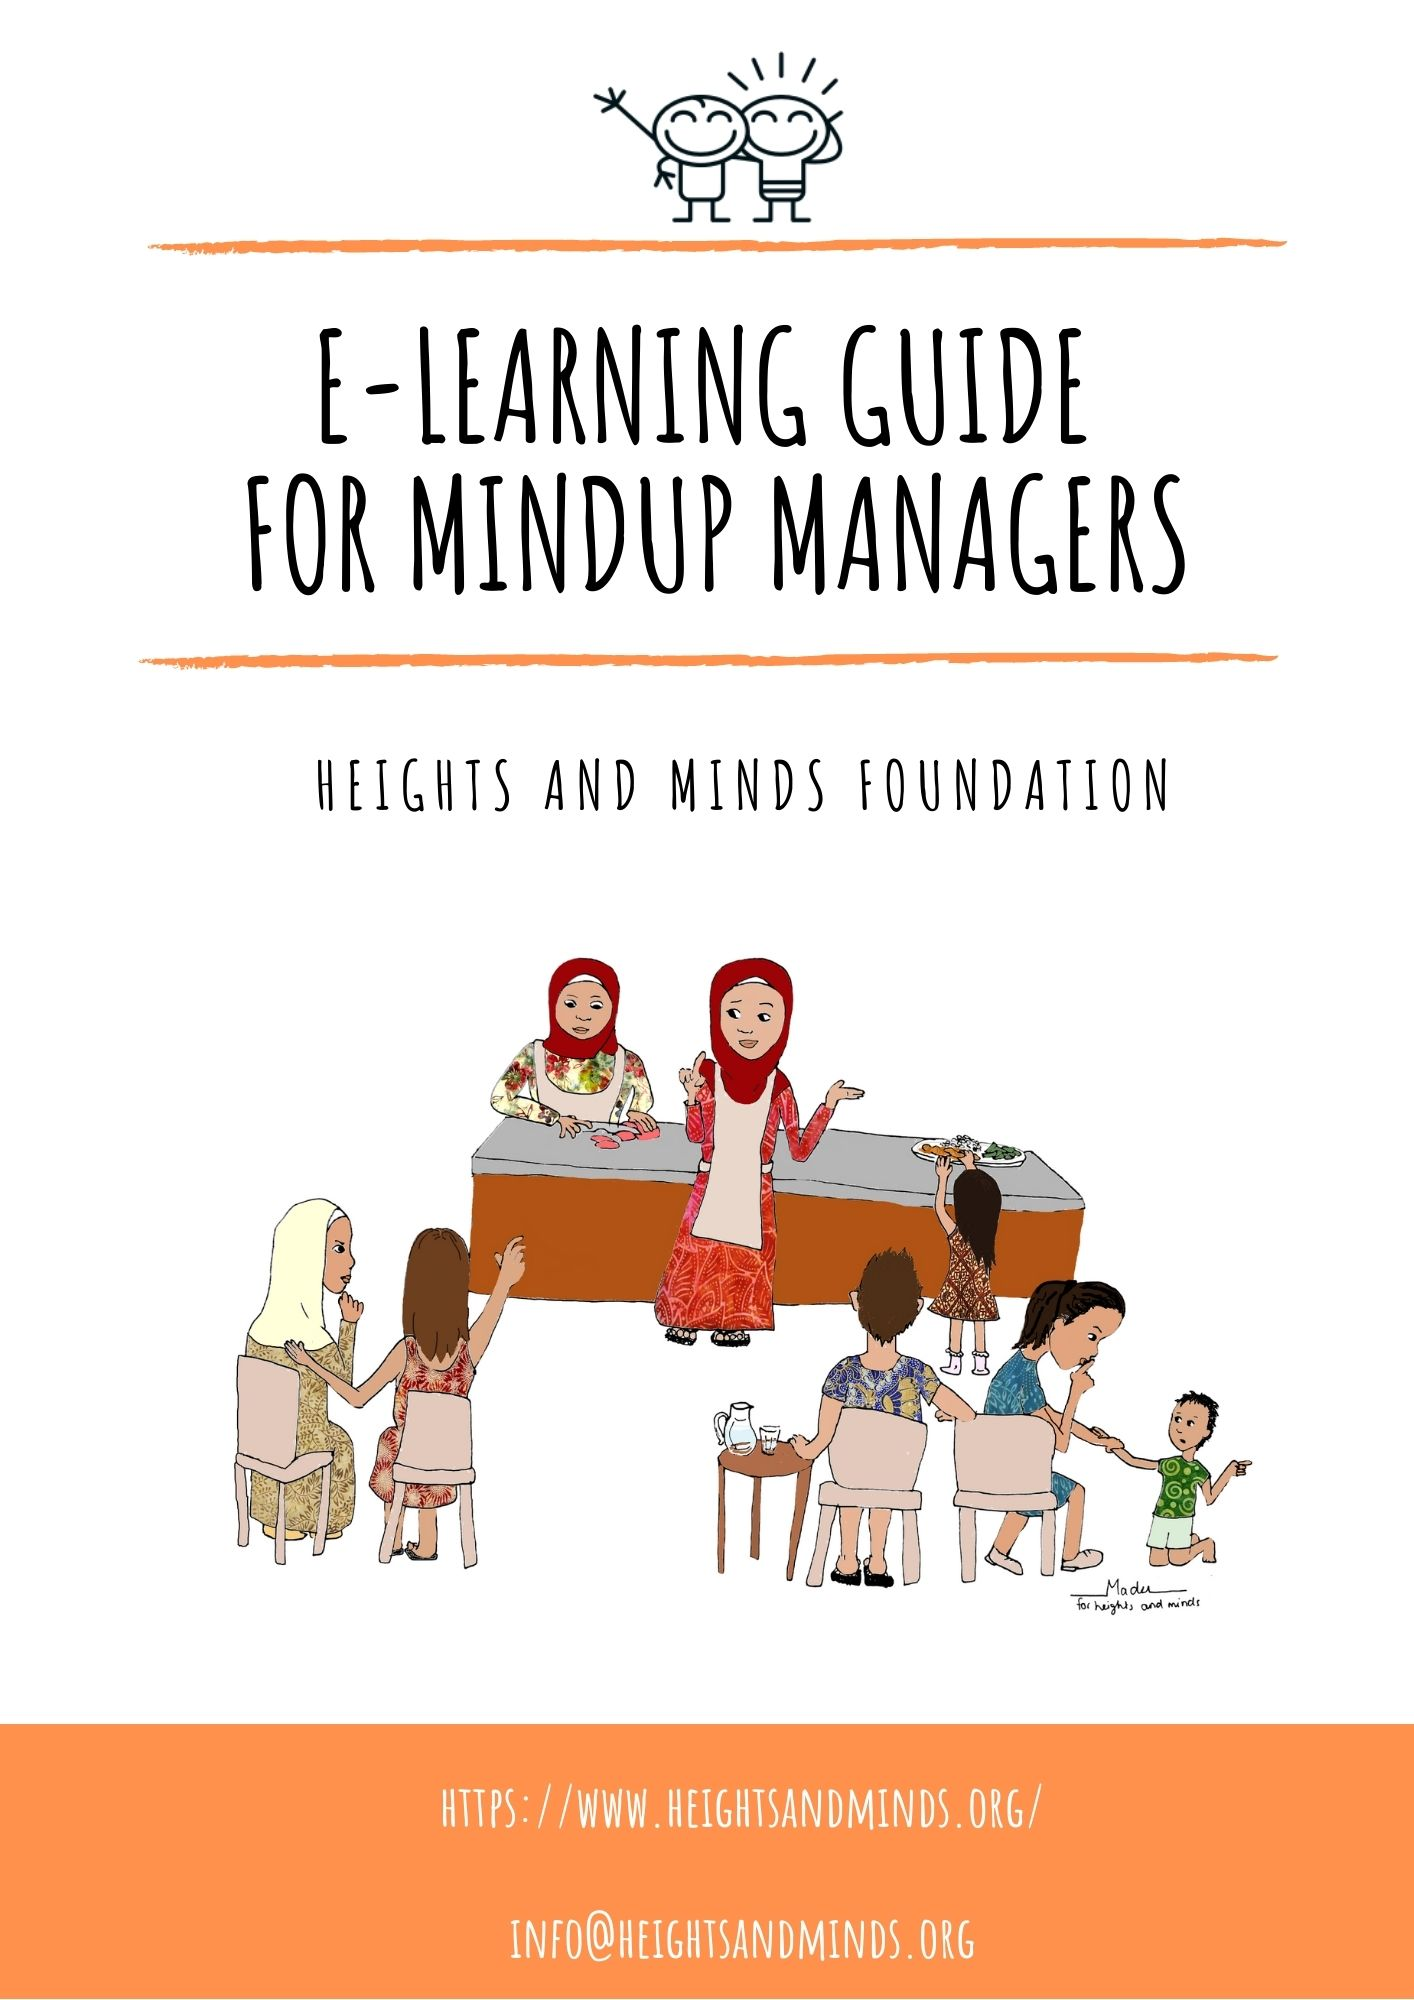 E-LEARNING GUIDE
FOR MINDUP MANAGERS
HEIGHTS AND MINDS FOUNDATION
for heights and minds
HTTPS://WWW.HEIGHTSANDMINDS.ORG/
INFO@HEIGHTSANDMINDS.ORG